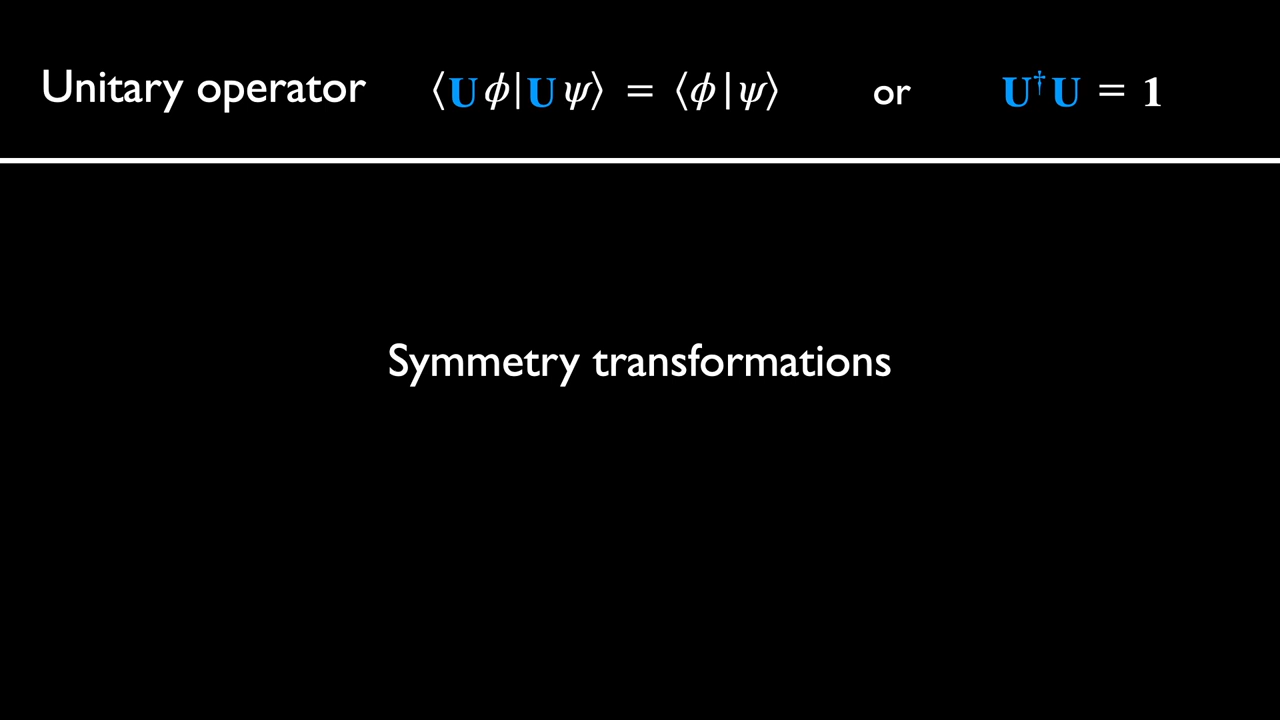 Unitary operator ⟨Uϕ|Uψ⟩ = ⟨ϕ|ψ⟩ or U†U = 1
Symmetry transformations